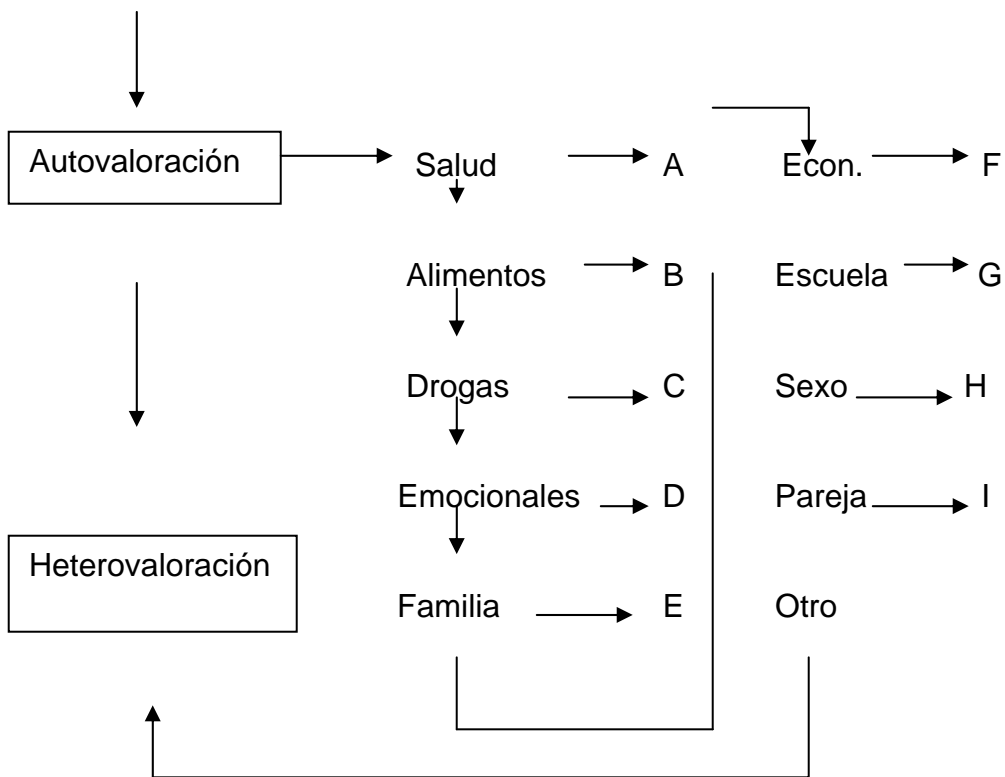 Autovaloración
Salud A Econ. F
Alimentos B Escuela G
Drogas C Sexo H
Emocionales D Pareja I
Heterovaloración
Familia E Otro